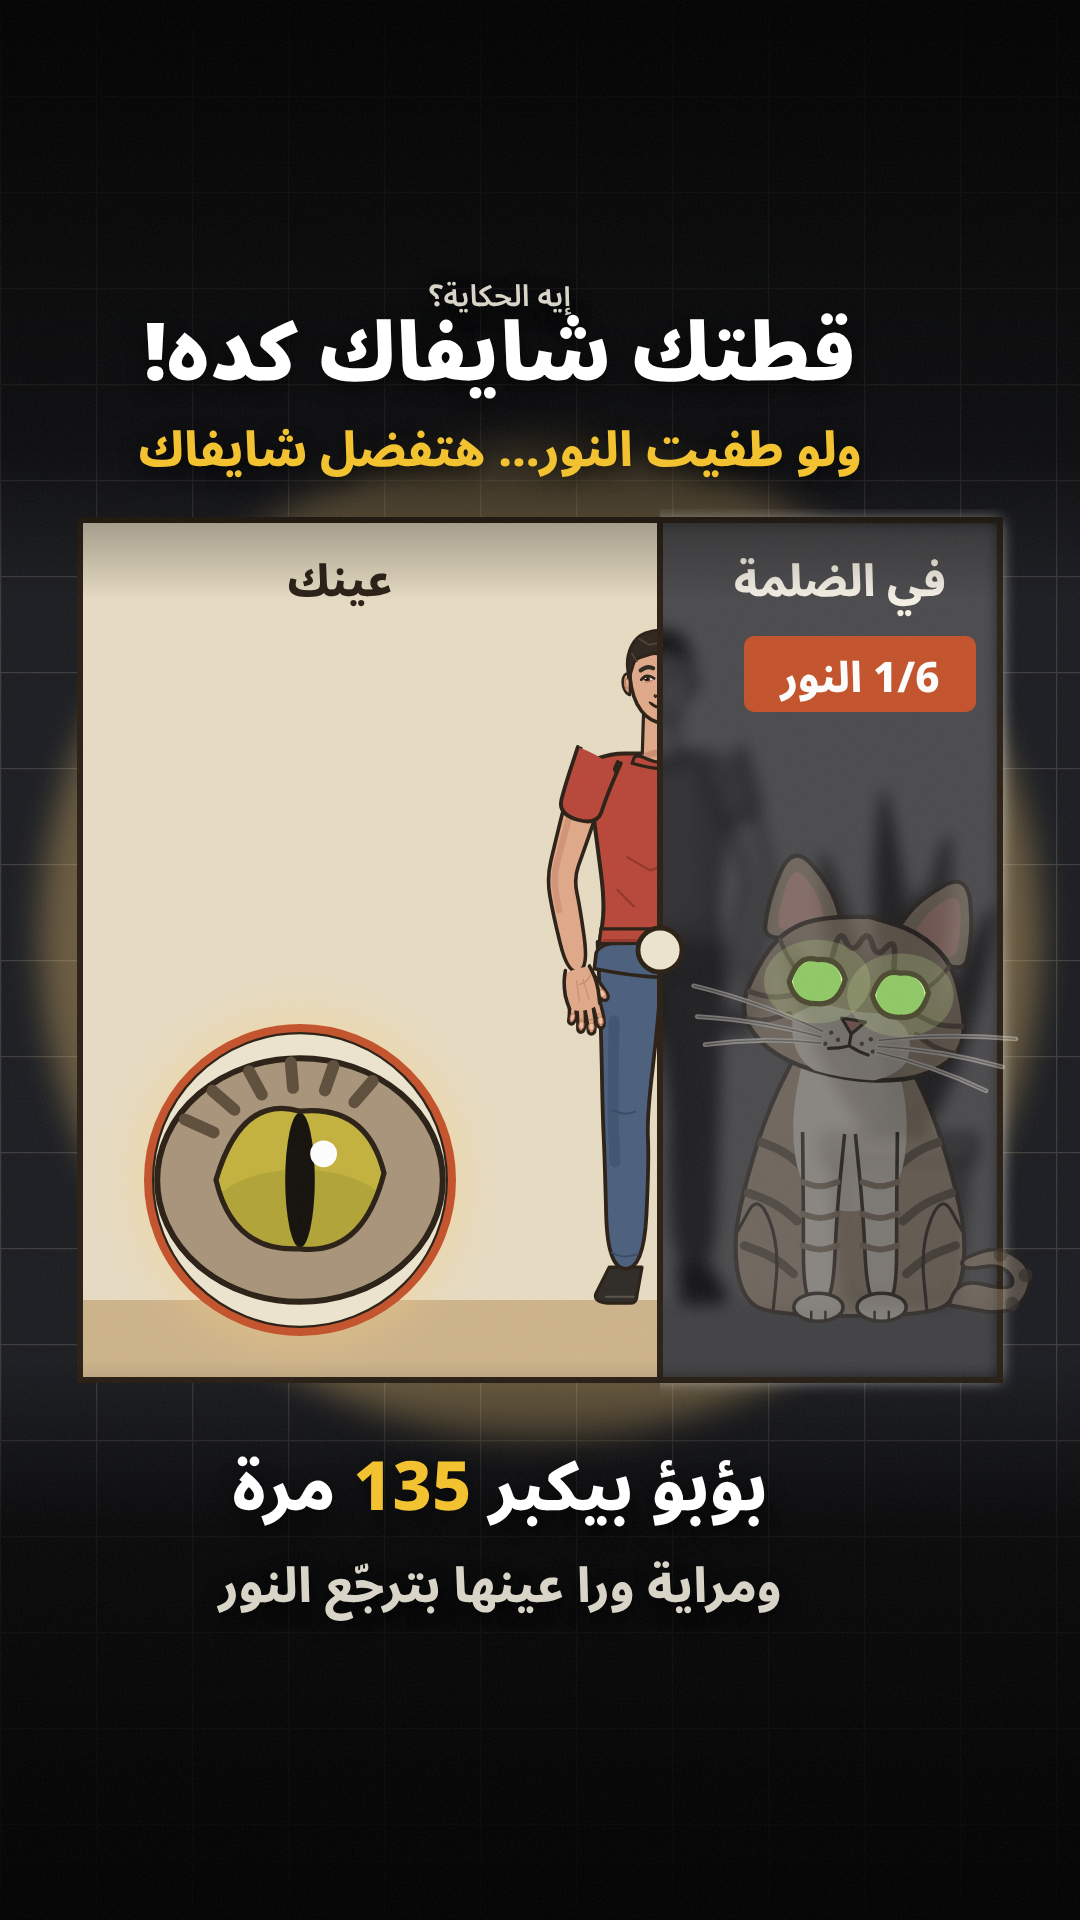 إيه الحكاية؟
قطتك شايفاك كده!
ولو طفيت النور... هتفضل شايفاك
في الضلمة
عينك
1/6 النور
بؤبؤ بيكبر 135 مرة
ومراية ورا عينها بترجّع النور